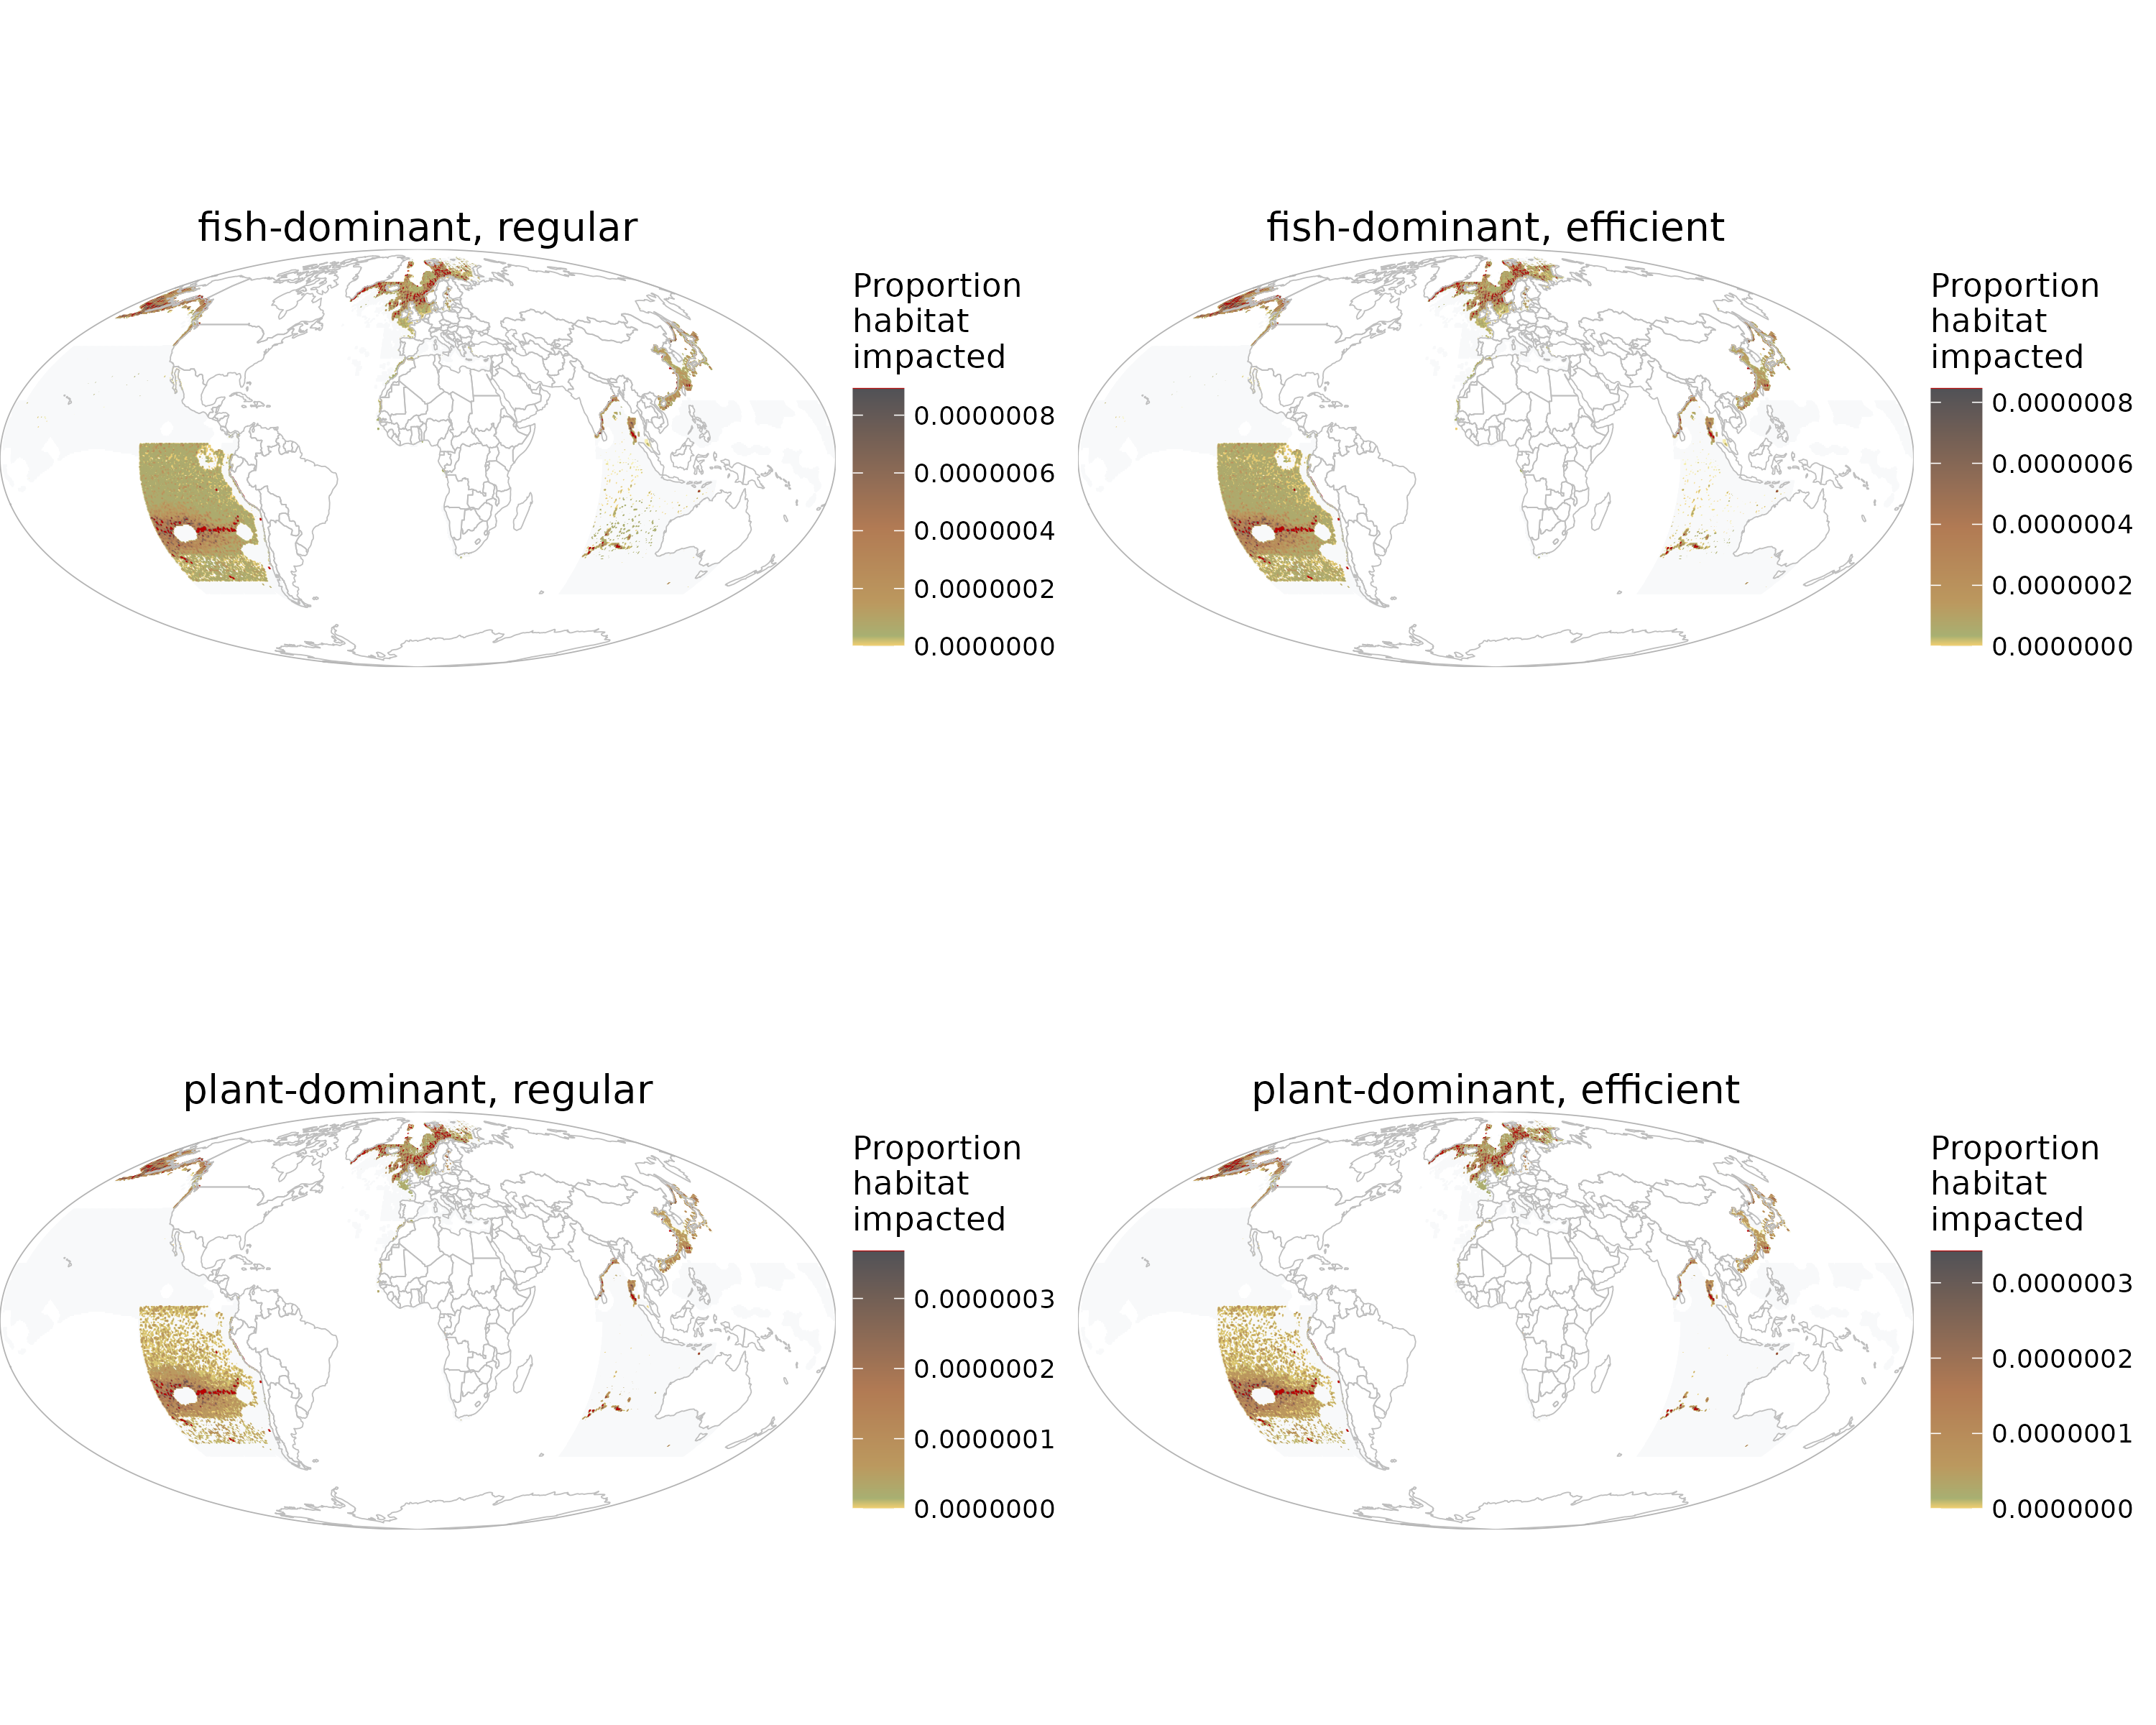 fish-dominant, regular
Proportion
habitat
impacted
0.0000008
0.0000006
0.0000004
0.0000002
0.0000000
fish-dominant, efficient
Proportion
habitat
impacted
0.0000008
0.0000006
0.0000004
0.0000002
0.0000000
plant-dominant, regular
Proportion
habitat
impacted
0.0000003
0.0000002
0.0000001
0.0000000
plant-dominant, efficient
Proportion
habitat
impacted
0.0000003
0.0000002
0.0000001
0.0000000